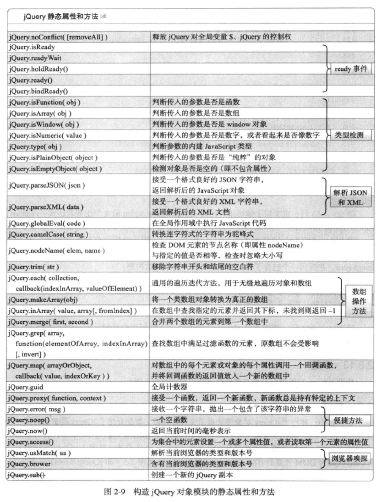 jQuery 静态属性和方法
jQuery.noConflict( [removeAll] ) 释放 jQuery 对全局变量 $、jQuery 的控制权
jQuery.isReady
jQuery.readyWait
jQuery.holdReady()
jQuery.ready()
jQuery.bindReady()
ready 事件
jQuery.isFunction( obj ) 判断传入的参数是否是函数
jQuery.isArray( obj ) 判断传入的参数是否是数组
jQuery.isWindow( obj ) 判断传入的参数是否是 window 对象
jQuery.isNumeric( value ) 判断传入的参数是否是数字，或者看起来是像数字
jQuery.type( obj ) 判断参数的内建 JavaScript 类型
jQuery.isPlainObject( object ) 判断传入的参数是否是“纯粹”的对象
jQuery.isEmptyObject( object ) 检测对象是否是空的（即不包含属性）
类型检测
jQuery.parseJSON( json ) 接受一个格式良好的 JSON 字符串，
返回解析后的 JavaScript 对象
jQuery.parseXML( data ) 接受一个格式良好的 XML 字符串，
返回解析后的 XML 文档
解析 JSON
和 XML
jQuery.globalEval( code ) 在全局作用域中执行 JavaScript 代码
jQuery.camelCase( string ) 转换连字符式的字符串为驼峰式
jQuery.nodeName( elem, name ) 检查 DOM 元素的节点名称（即属性 nodeName）
与指定的值是否相等，检查时忽略大小写
jQuery.trim( str ) 移除字符串开头和结尾的空白符
jQuery.each( collection,
callback(indexInArray, valueOfElement) ) 通用的遍历迭代方法，用于无缝地遍历对象和数组
jQuery.makeArray(obj) 将一个类数组对象转换为真正的数组
jQuery.inArray( value, array[, fromIndex] ) 在数组中查找指定的元素并返回其下标，未找到则返回 -1
jQuery.merge( first, second ) 合并两个数组的元素到第一个数组中
数组
操作
方法
jQuery.grep( array,
function(elementOfArray, indexInArray)
[, invert] ) 查找数组中满足过滤函数的元素，原数组不会受影响
jQuery.map( arrayOrObject,
callback( value, indexOrKey ) ) 对数组中的每个元素或对象的每个属性调用一个回调函数，
并将回调函数的返回值放入一个新的数组中
jQuery.guid 全局计数器
jQuery.proxy( function, context ) 接受一个函数，返回一个新函数，新函数总是持有特定的上下文
jQuery.error( msg ) 接收一个字符串，抛出一个包含了该字符串的异常
jQuery.noop() 一个空函数
jQuery.now() 返回当前时间的毫秒表示
便捷方法
jQuery.access() 为集合中的元素设置一个或多个属性值，或者读取第一个元素的属性值
jQuery.uaMatch( ua ) 解析当前浏览器的类型和版本号
jQuery.brower 含有当前浏览器的类型和版本号
浏览器嗅探
jQuery.sub() 创建一个新的 jQuery 副本
图 2-9 构造 jQuery 对象模块的静态属性和方法